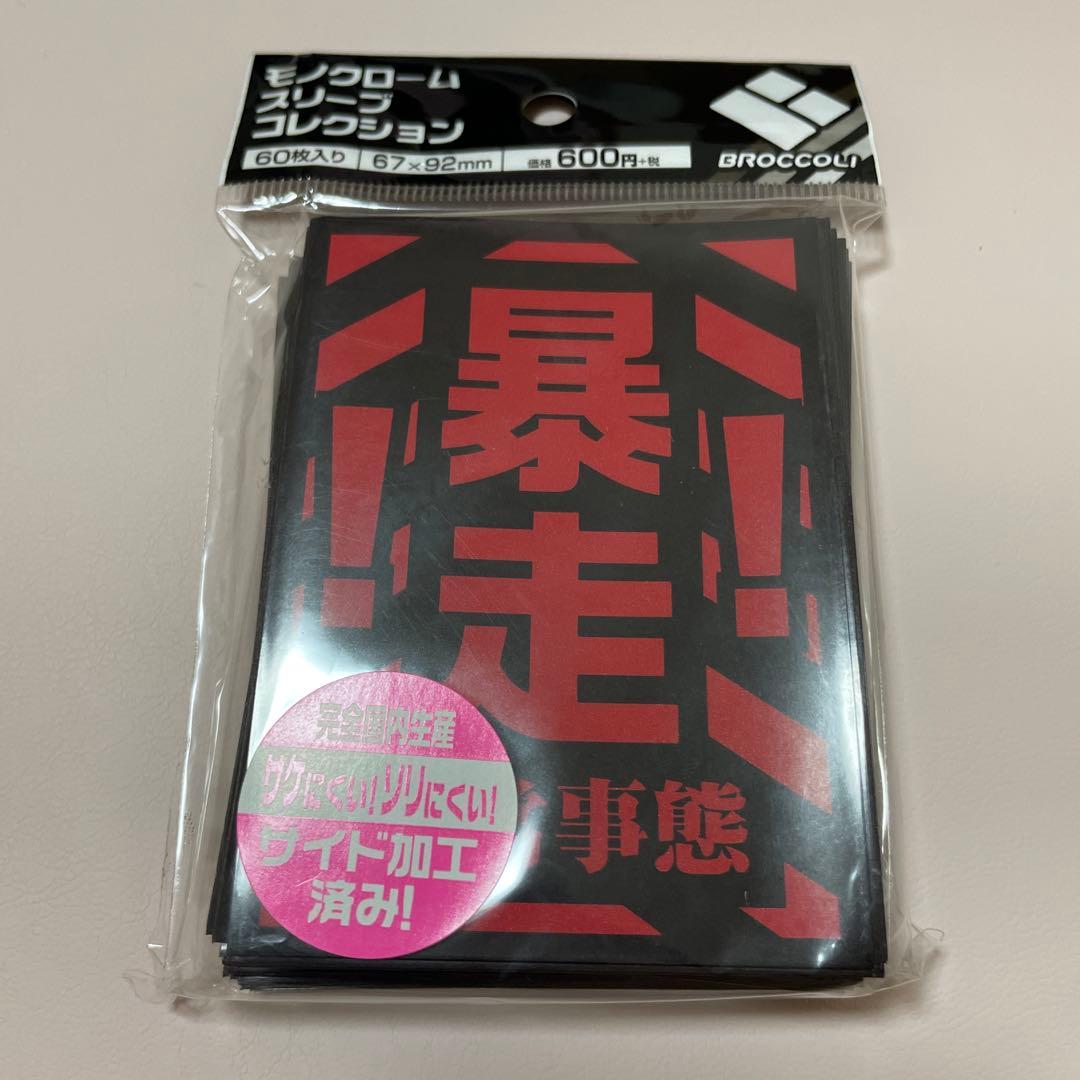 モノクローム
スリーブ
コレクション
BROCCOLI
60枚入り
67×92mm
価格 600円+税
暴走
!
!
事態
完全国内生産
サケにくい!ソリにくい!
サイド加工
済み!